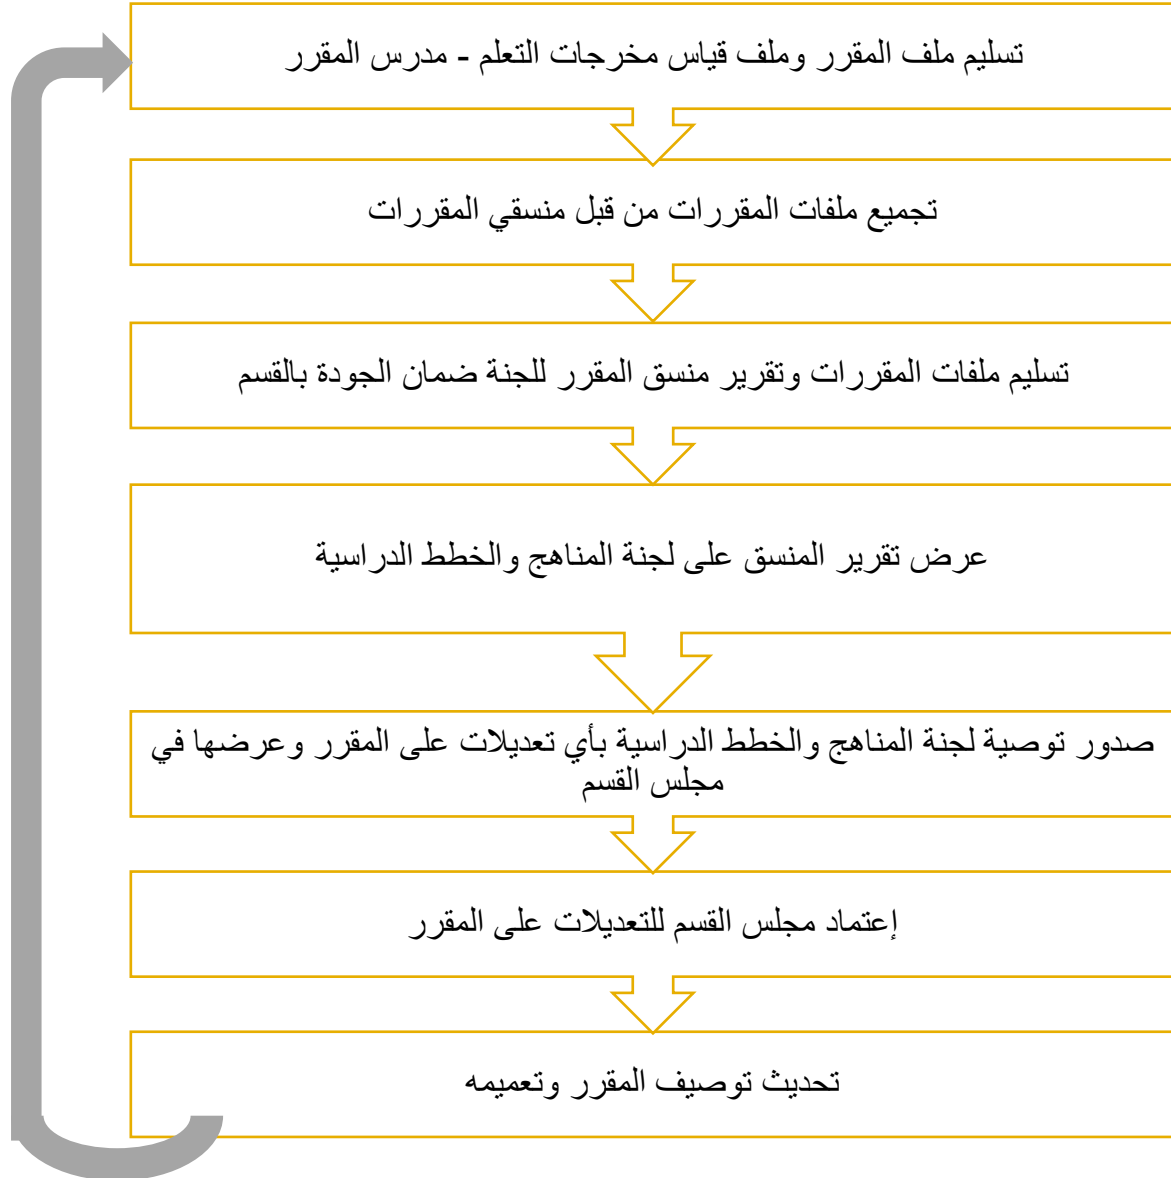 تسليم ملف المقرر وملف قياس مخرجات التعلم - مدرس المقرر
تجميع ملفات المقررات من قبل منسقي المقررات
تسليم ملفات المقررات وتقرير منسق المقرر للجنة ضمان الجودة بالقسم
عرض تقرير المنسق على لجنة المناهج والخطط الدراسية
صدور توصية لجنة المناهج والخطط الدراسية بأي تعديلات على المقرر وعرضها في
مجلس القسم
إعتماد مجلس القسم للتعديلات على المقرر
تحديث توصيف المقرر وتعميمه